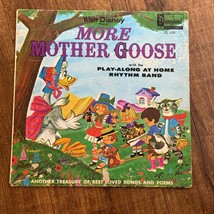 Walt Disney
MORE
MOTHER GOOSE
with the
PLAY-ALONG AT HOME
RHYTHM BAND
ANOTHER TREASURY OF BEST LOVED SONGS AND POEMS